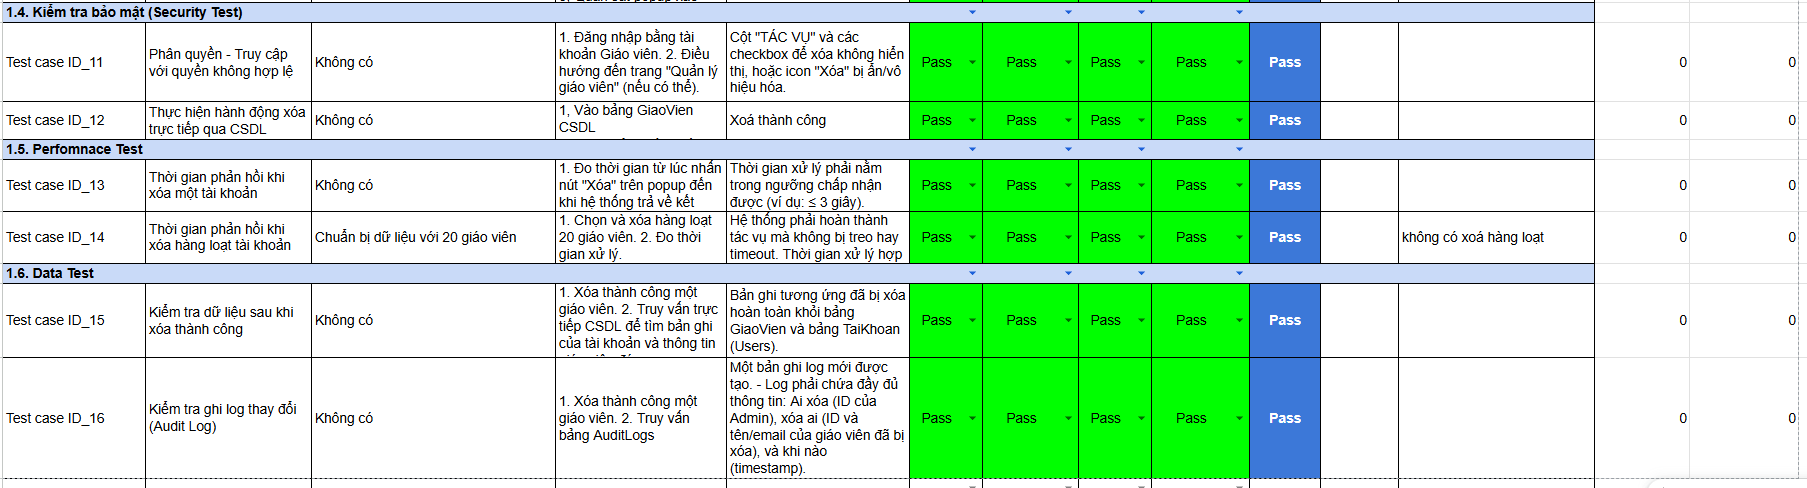 1.4. Kiểm tra bảo mật (Security Test)
Test case ID_11
Phân quyền - Truy cập
với quyền không hợp lệ
Không có
1. Đăng nhập bằng tài
khoản Giáo viên. 2. Điều
hướng đến trang "Quản lý
giáo viên" (nếu có thể).
Cột "TÁC VỤ" và các
checkbox để xóa không hiển
thị, hoặc icon "Xóa" bị ẩn/vô
hiệu hóa.
Pass
Pass
Pass
Pass
Pass
0
0
Test case ID_12
Thực hiện hành động xóa
trực tiếp qua CSDL
Không có
1, Vào bảng GiaoVien
CSDL
Xoá thành công
Pass
Pass
Pass
Pass
Pass
0
0
1.5. Perfomnace Test
Test case ID_13
Thời gian phản hồi khi
xóa một tài khoản
Không có
1. Đo thời gian từ lúc nhấn
nút "Xóa" trên popup đến
khi hệ thống trả về kết
Thời gian xử lý phải nằm
trong ngưỡng chấp nhận
được (ví dụ: ≤ 3 giây).
Pass
Pass
Pass
Pass
Pass
0
0
Test case ID_14
Thời gian phản hồi khi
xóa hàng loạt tài khoản
Chuẩn bị dữ liệu với 20 giáo viên
1. Chọn và xóa hàng loạt
20 giáo viên. 2. Đo thời
gian xử lý.
Hệ thống phải hoàn thành
tác vụ mà không bị treo hay
timeout. Thời gian xử lý hợp
Pass
Pass
Pass
Pass
Pass
không có xoá hàng loạt
0
0
1.6. Data Test
Test case ID_15
Kiểm tra dữ liệu sau khi
xóa thành công
Không có
1. Xóa thành công một
giáo viên. 2. Truy vấn trực
tiếp CSDL để tìm bản ghi
của tài khoản và thông tin
Bản ghi tương ứng đã bị xóa
hoàn toàn khỏi bảng
GiaoVien và bảng TaiKhoan
(Users).
Pass
Pass
Pass
Pass
Pass
0
0
Test case ID_16
Kiểm tra ghi log thay đổi
(Audit Log)
Không có
1. Xóa thành công một
giáo viên. 2. Truy vấn
bảng AuditLogs
Một bản ghi log mới được
tạo. - Log phải chứa đầy đủ
thông tin: Ai xóa (ID của
Admin), xóa ai (ID và
tên/email của giáo viên đã bị
xóa), và khi nào
(timestamp).
Pass
Pass
Pass
Pass
Pass
0
0